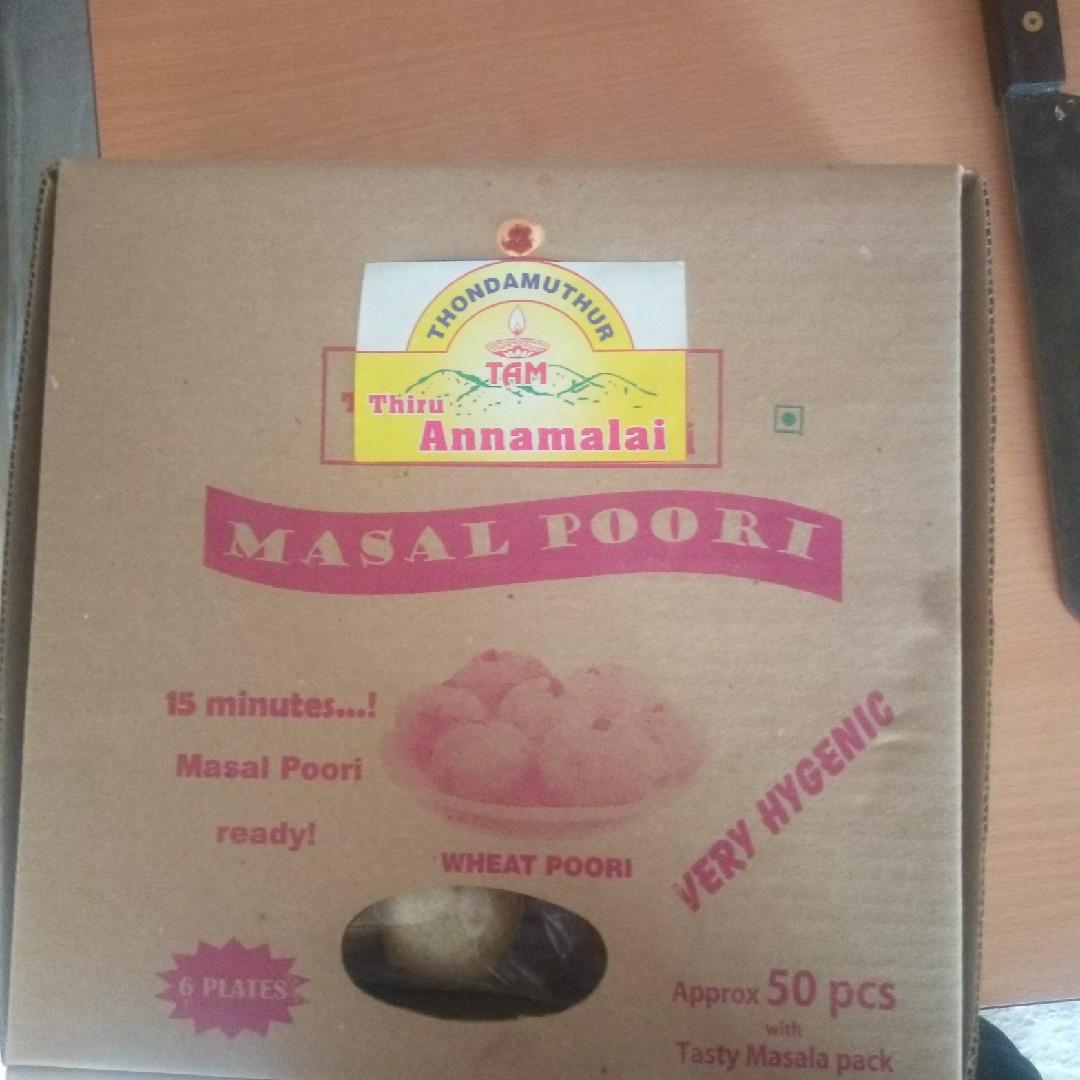 THONDAMUTHUR
TAM
Thiru
Annamalai
MASAL POORI
15 minutes...!
Masal Poori
ready!
WHEAT POORI
VERY HYGENIC
6 PLATES
Approx 50 pcs
with
Tasty Masala pack